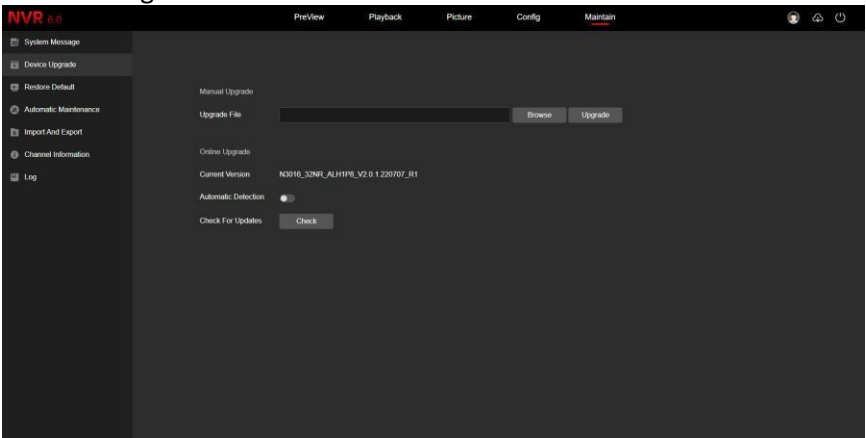 NVR 6.0 PreView Playback Picture Config Maintain
System Message
Device Upgrade
Restore Default
Automatic Maintenance
Import And Export
Channel Information
Log
Manual Upgrade
Upgrade File Browse Upgrade
Online Upgrade
Current Version N3016_32NR_ALH1P8_V2.0.1.220707_R1
Automatic Detection
Check For Updates Check